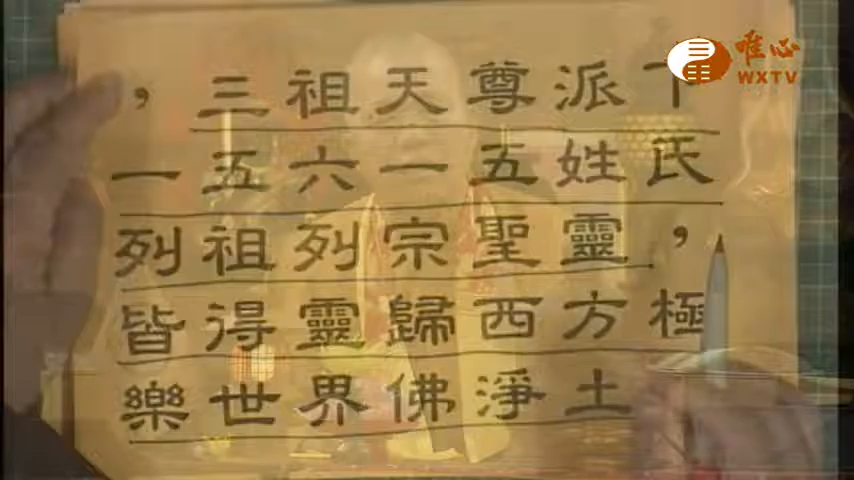 唯心
WXTV
，三祖天尊派下
一五六一五姓氏
列祖列宗聖靈，
皆得靈歸西方極
樂世界佛淨土